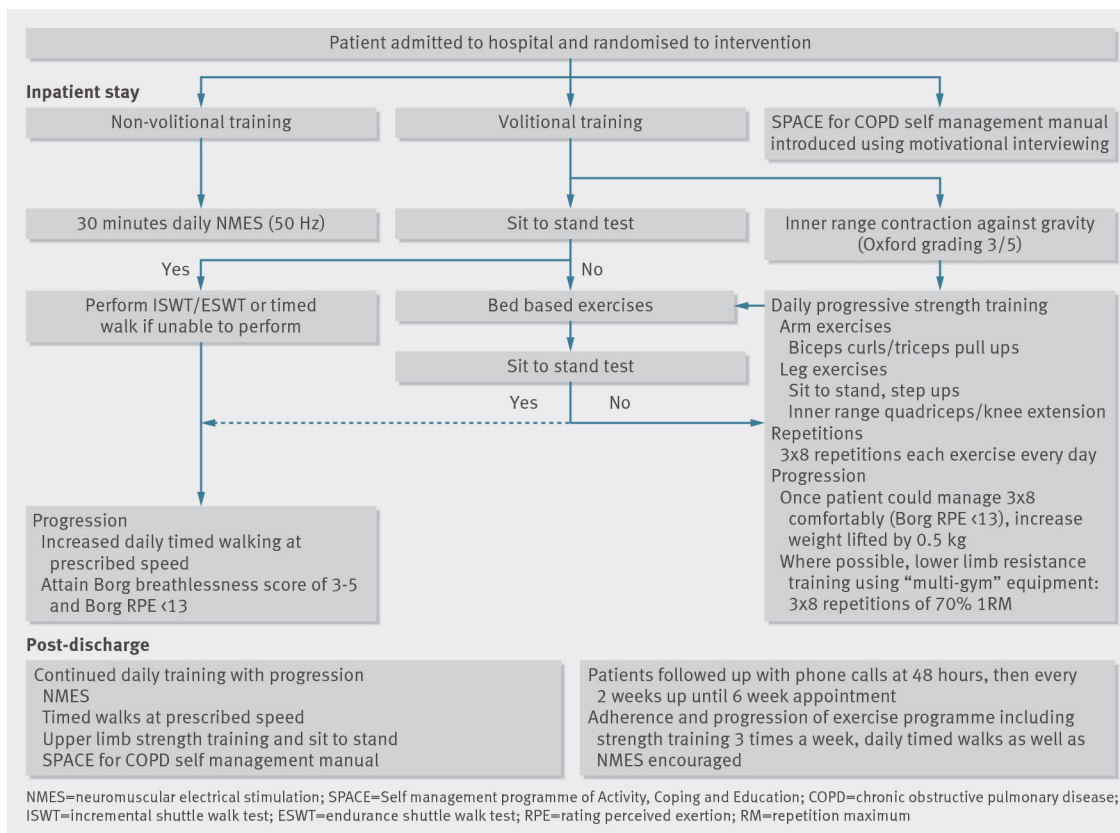 Patient admitted to hospital and randomised to intervention
Inpatient stay
Non-volitional training
Volitional training
SPACE for COPD self management manual
introduced using motivational interviewing
30 minutes daily NMES (50 Hz)
Sit to stand test
Inner range contraction against gravity
(Oxford grading 3/5)
Yes
No
Perform ISWT/ESWT or timed
walk if unable to perform
Bed based exercises
Sit to stand test
Yes
No
Daily progressive strength training
Arm exercises
Biceps curls/triceps pull ups
Leg exercises
Sit to stand, step ups
Inner range quadriceps/knee extension
Repetitions
3x8 repetitions each exercise every day
Progression
Once patient could manage 3x8
comfortably (Borg RPE <13), increase
weight lifted by 0.5 kg
Where possible, lower limb resistance
training using “multi-gym” equipment:
3x8 repetitions of 70% 1RM
Progression
Increased daily timed walking at
prescribed speed
Attain Borg breathlessness score of 3-5
and Borg RPE <13
Post-discharge
Continued daily training with progression
NMES
Timed walks at prescribed speed
Upper limb strength training and sit to stand
SPACE for COPD self management manual
Patients followed up with phone calls at 48 hours, then every
2 weeks up until 6 week appointment
Adherence and progression of exercise programme including
strength training 3 times a week, daily timed walks as well as
NMES encouraged
NMES=neuromuscular electrical stimulation; SPACE=Self management programme of Activity, Coping and Education; COPD=chronic obstructive pulmonary disease;
ISWT=incremental shuttle walk test; ESWT=endurance shuttle walk test; RPE=rating perceived exertion; RM=repetition maximum